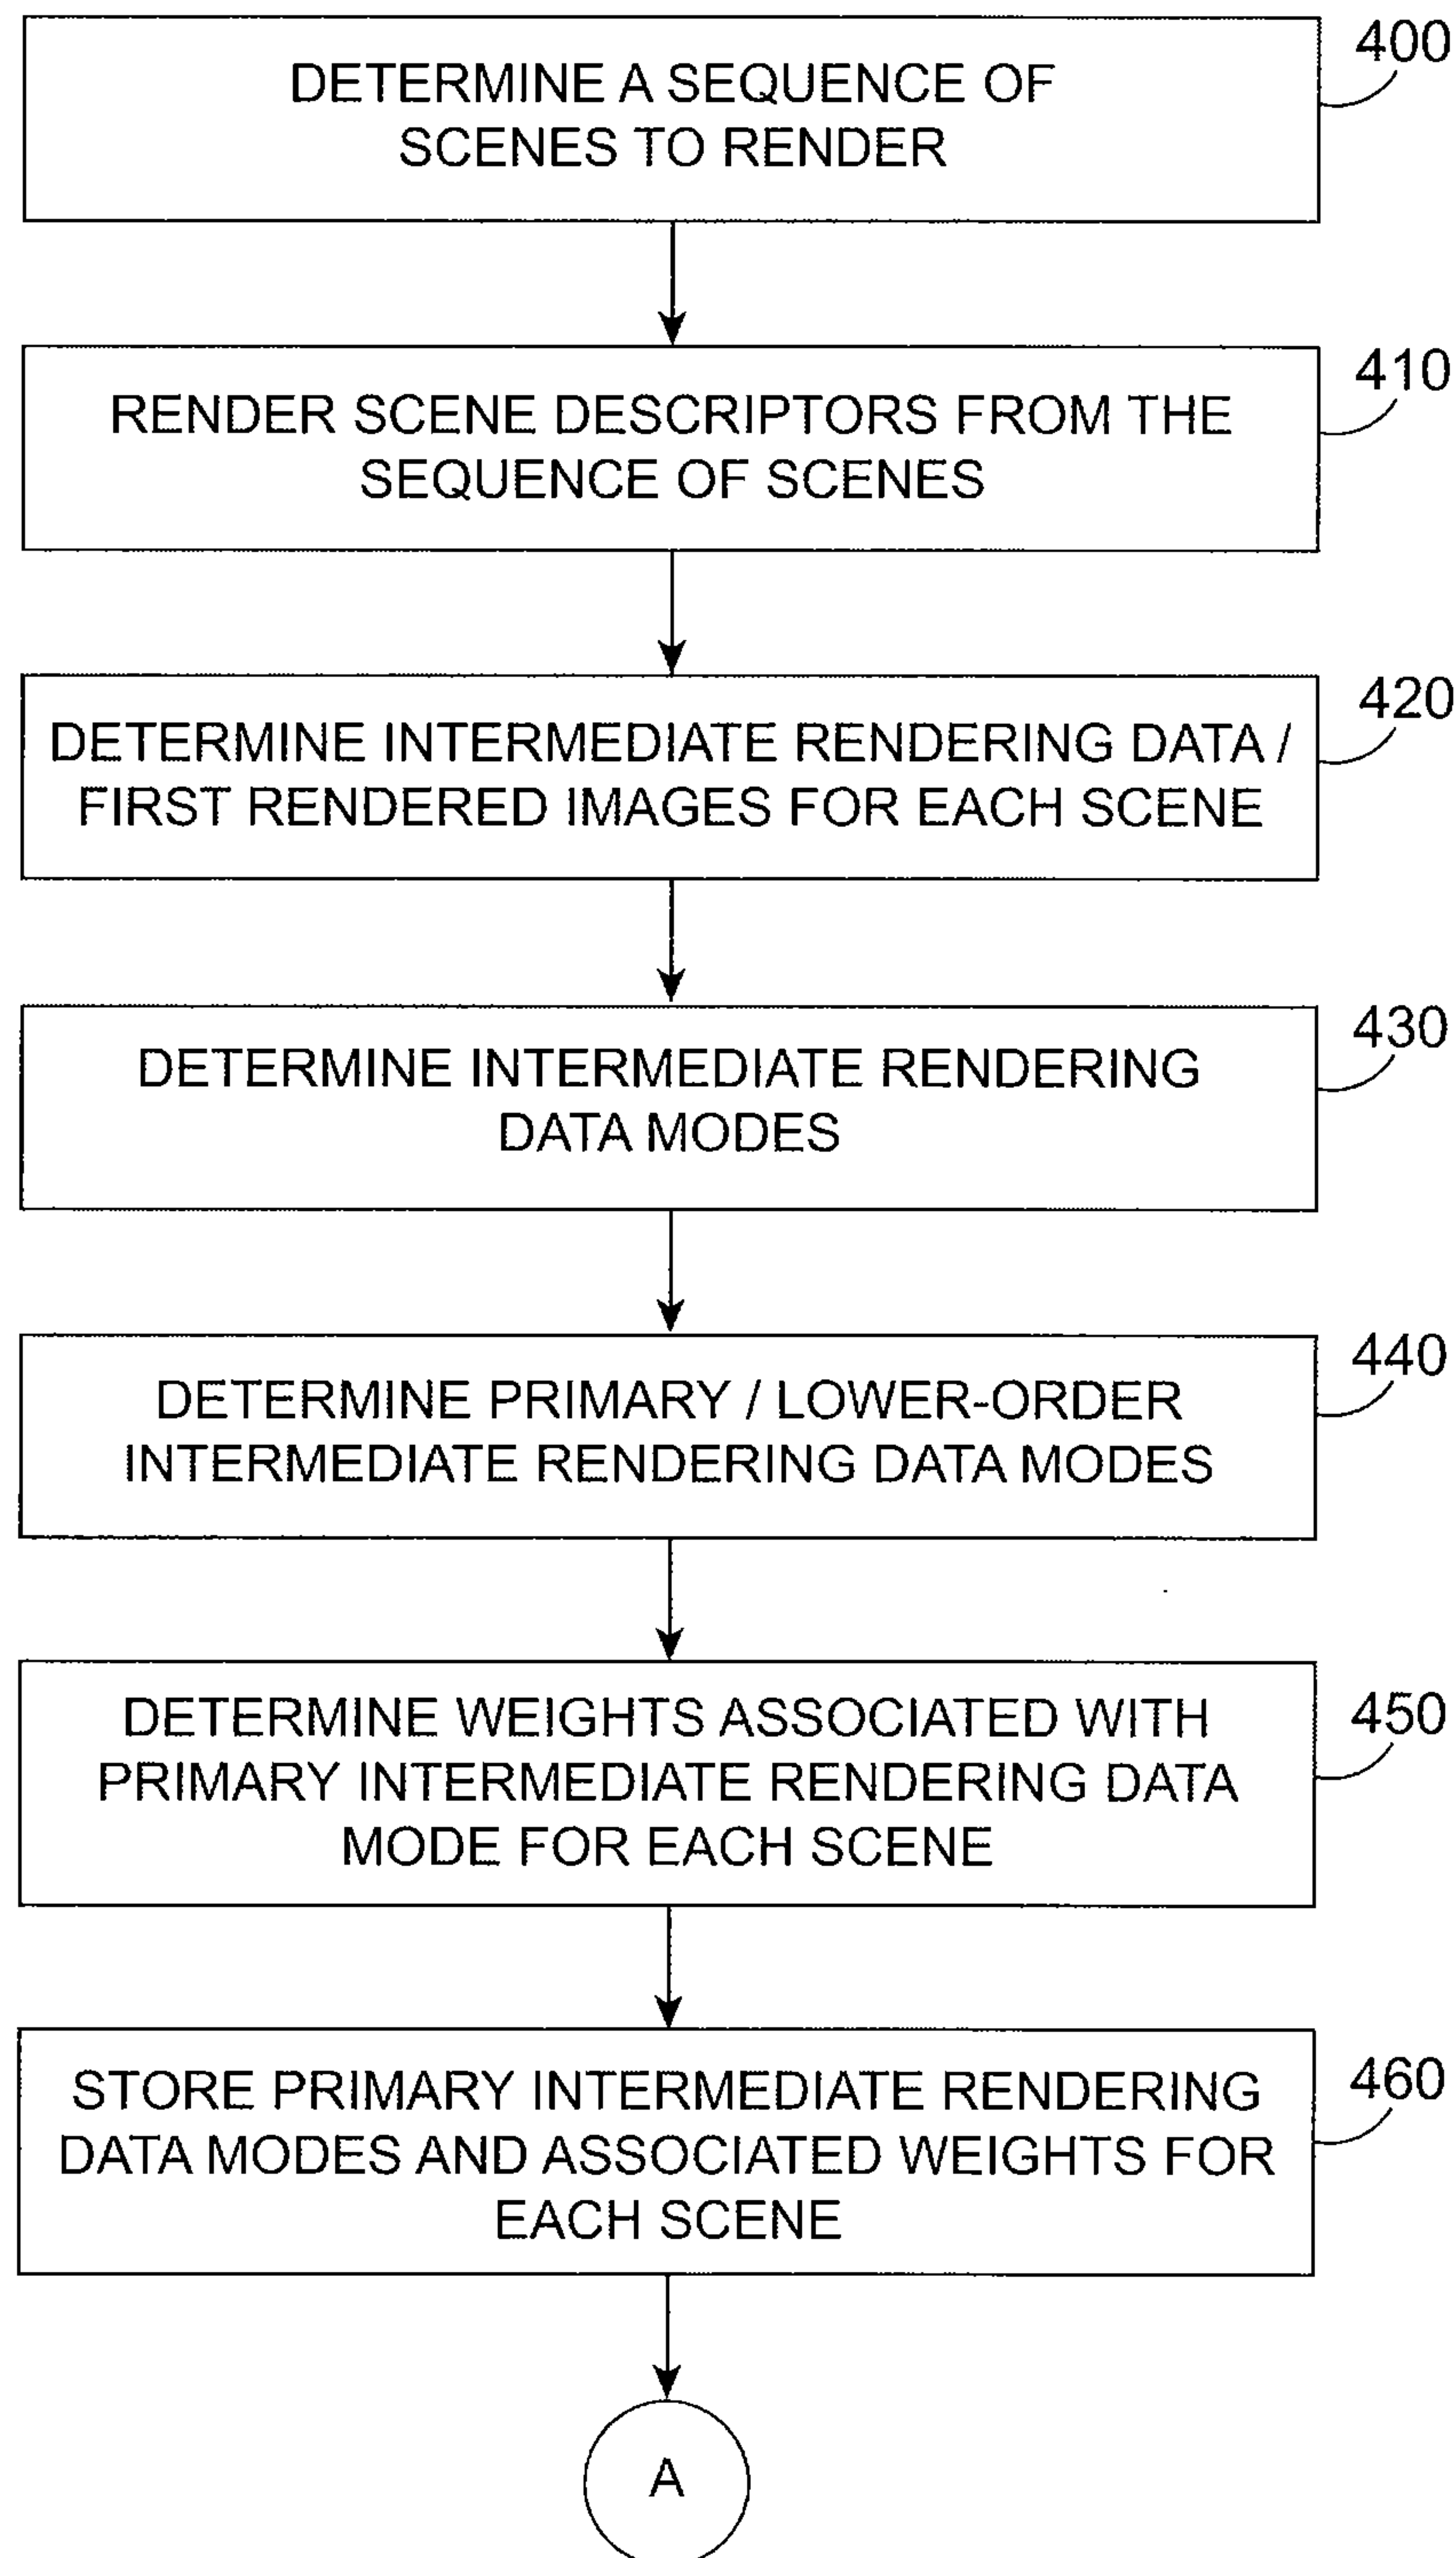 DETERMINE A SEQUENCE OF
SCENES TO RENDER
400
RENDER SCENE DESCRIPTORS FROM THE
SEQUENCE OF SCENES
410
DETERMINE INTERMEDIATE RENDERING DATA /
FIRST RENDERED IMAGES FOR EACH SCENE
420
DETERMINE INTERMEDIATE RENDERING
DATA MODES
430
DETERMINE PRIMARY / LOWER-ORDER
INTERMEDIATE RENDERING DATA MODES
440
DETERMINE WEIGHTS ASSOCIATED WITH
PRIMARY INTERMEDIATE RENDERING DATA
MODE FOR EACH SCENE
450
STORE PRIMARY INTERMEDIATE RENDERING
DATA MODES AND ASSOCIATED WEIGHTS FOR
EACH SCENE
460
A